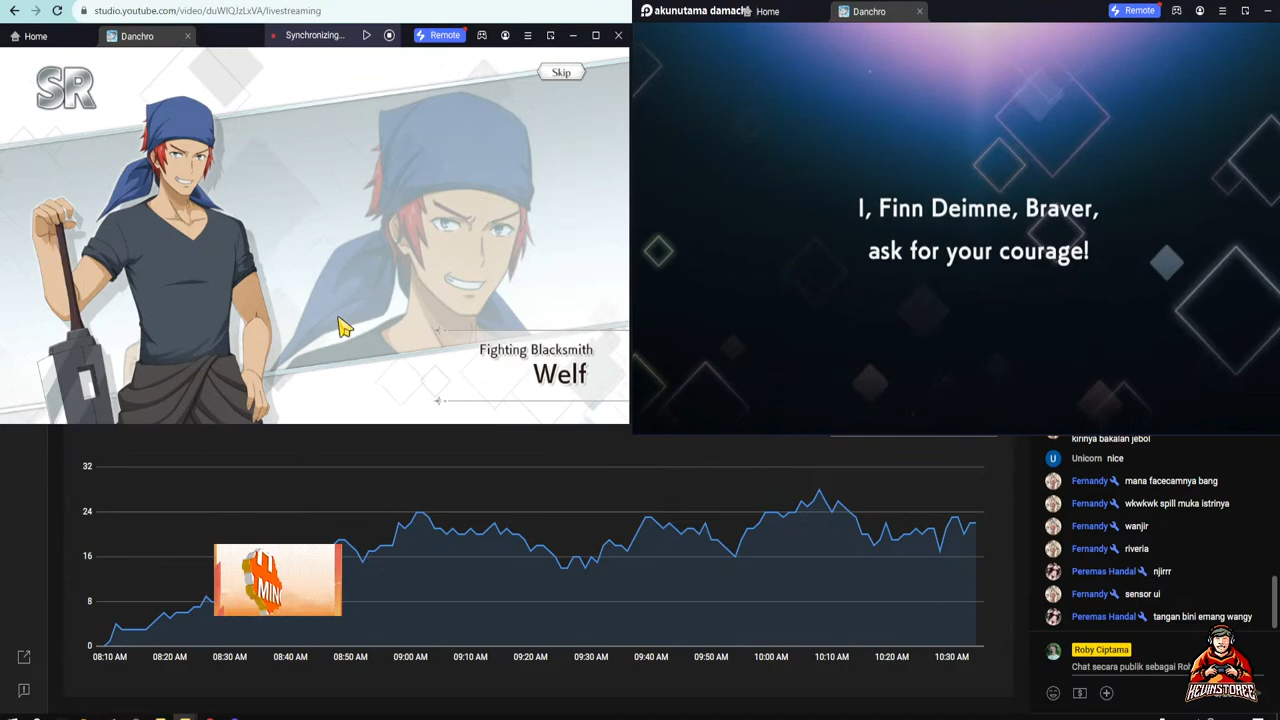 studio.youtube.com/video/duWlQJzLxVA/livestreaming
Home
Danchro
Synchronizing...
Remote
akunutama damach
Home
Danchro
Remote
SR
Skip
Fighting Blacksmith
Welf
I, Finn Deimne, Braver,
ask for your courage!
32
24
16
8
0
08:10 AM 08:20 AM 08:30 AM 08:40 AM 08:50 AM 09:00 AM 09:10 AM 09:20 AM 09:30 AM 09:40 AM 09:50 AM 10:00 AM 10:10 AM 10:20 AM 10:30 AM
kirinya bakalan jebol
U Unicorn nice
Fernandy mana facecamnya bang
Fernandy wkwkwk spill muka istrinya
Fernandy wanjir
Fernandy riveria
Peremas Handal njirrr
Fernandy sensor ui
Peremas Handal tangan bini emang wangy
Roby Ciptama
Chat secara publik sebagai
KEVINSTOREE